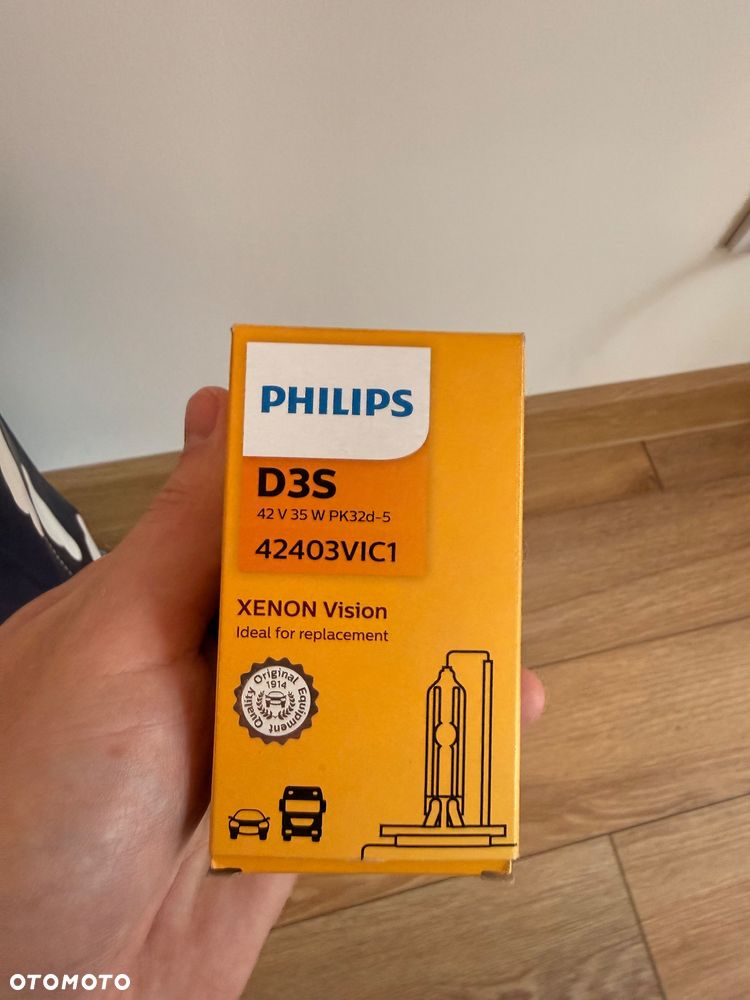 PHILIPS
D3S
42 V 35 W PK32d-5
42403VIC1
XENON Vision
Ideal for replacement
Quality Original Equipment
1914
OTOMOTO